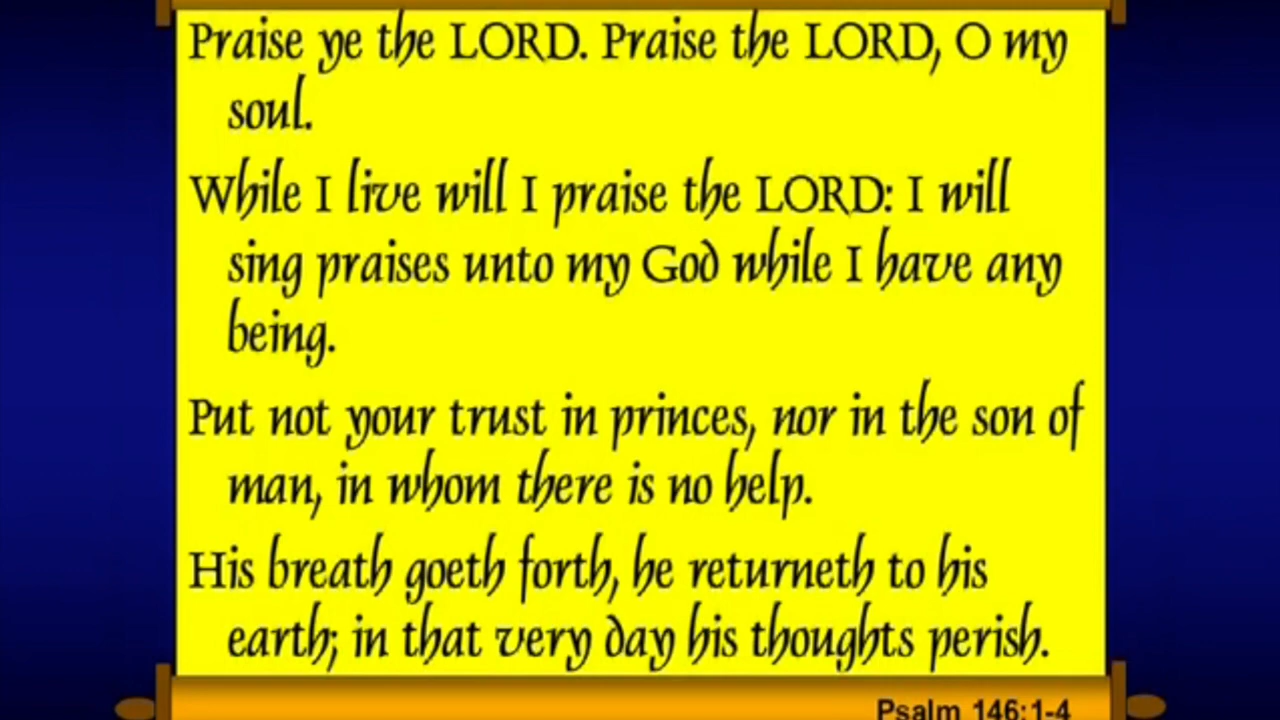 Praise ye the LORD. Praise the LORD, O my
soul.
While I live will I praise the LORD: I will
sing praises unto my God while I have any
being.
Put not your trust in princes, nor in the son of
man, in whom there is no help.
His breath goeth forth, he returneth to his
earth; in that very day his thoughts perish.
Psalm 146:1-4